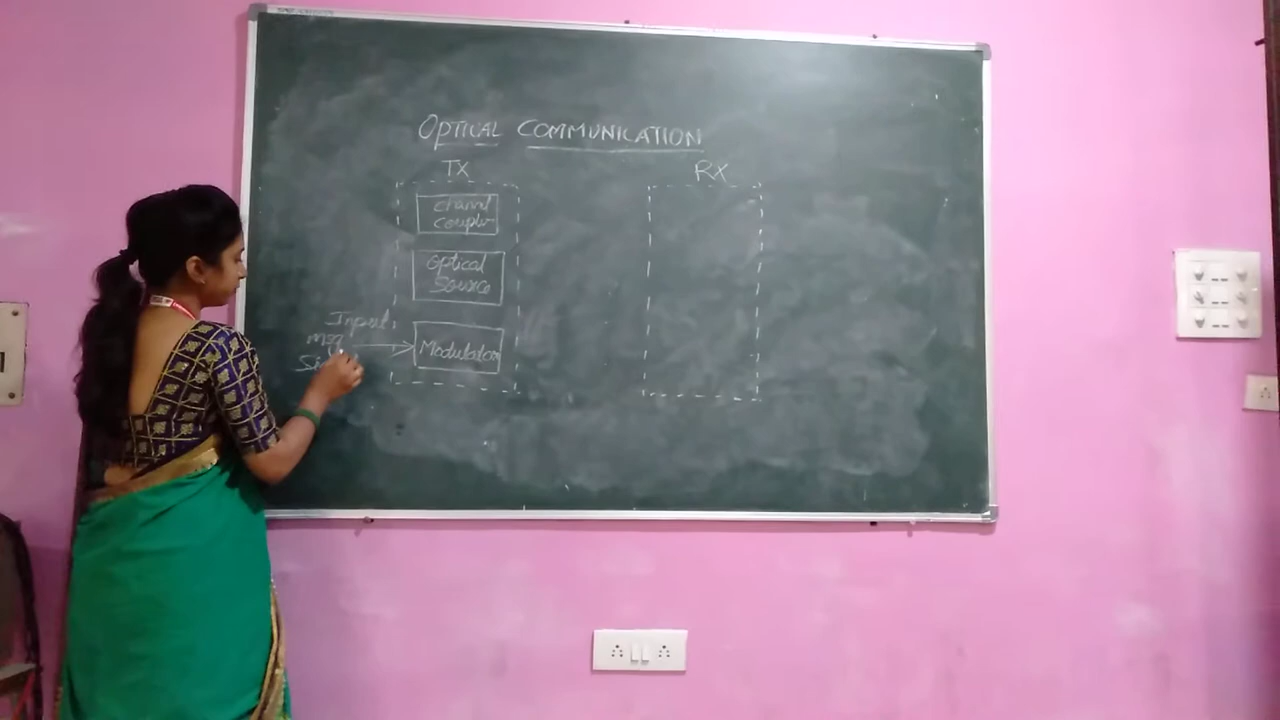 OPTICAL COMMUNICATION
TX
RX
channel
coupler
optical
source
Input
msg
Modulator